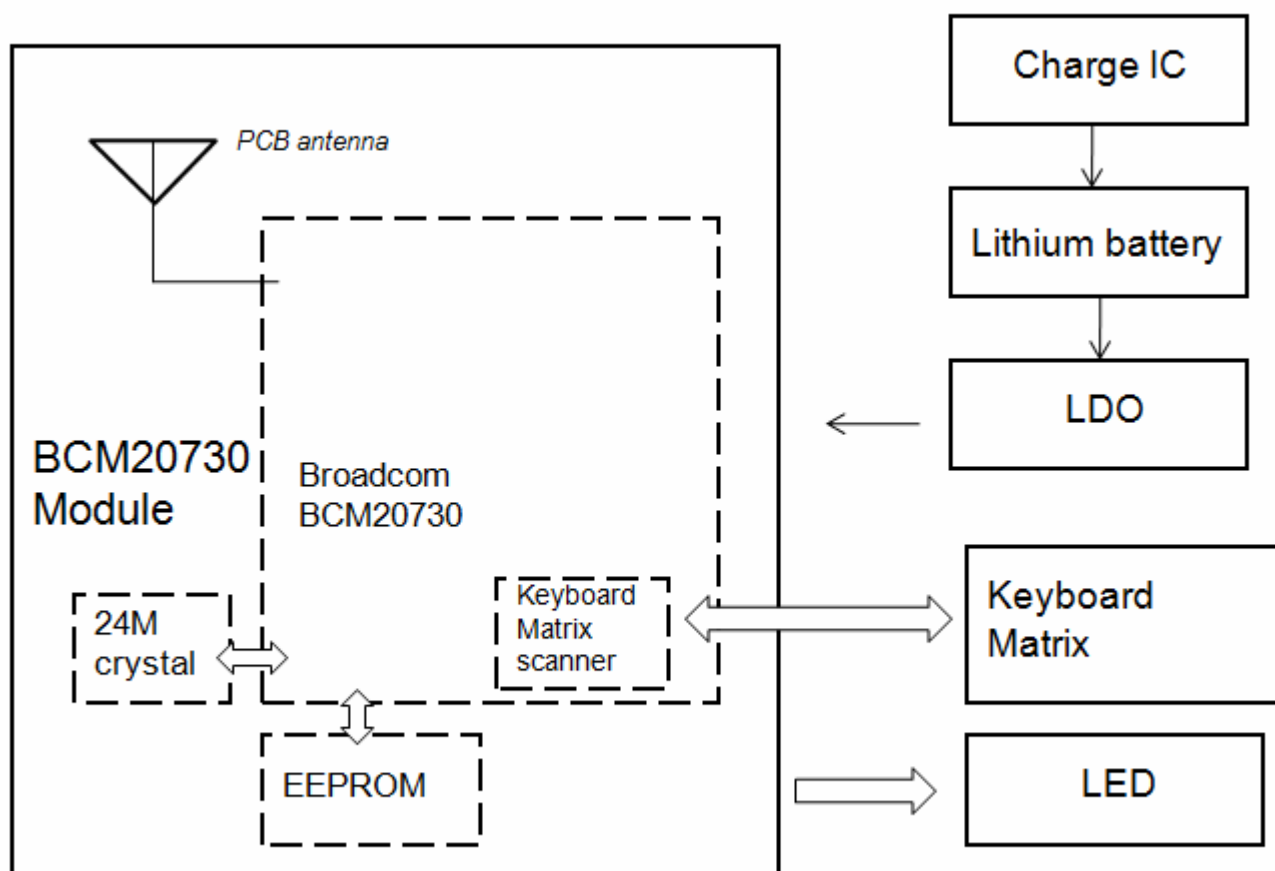 Charge IC
PCB antenna
Lithium battery
LDO
BCM20730
Module
Broadcom
BCM20730
24M
crystal
Keyboard
Matrix
scanner
Keyboard
Matrix
EEPROM
LED